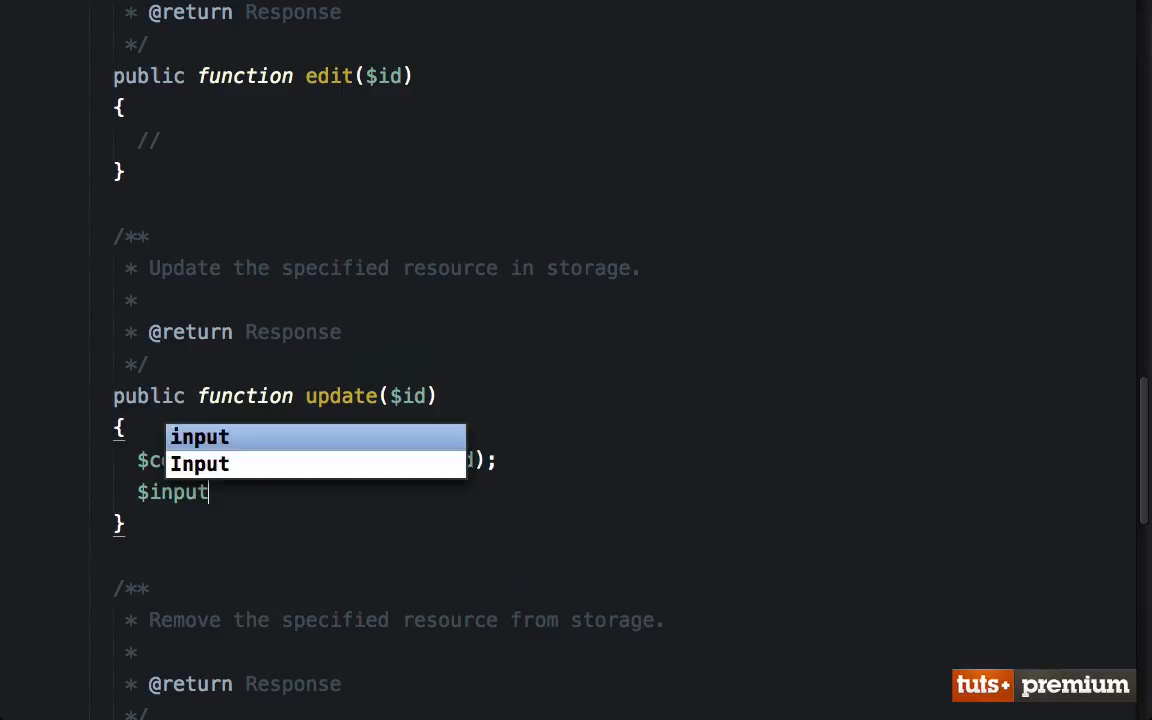 * @return Response
*/
public function edit($id)
{
//
}
/**
* Update the specified resource in storage.
*
* @return Response
*/
public function update($id)
{
input
$c );
Input
$input
}
/**
* Remove the specified resource from storage.
*
* @return Response
*/
tuts+ premium